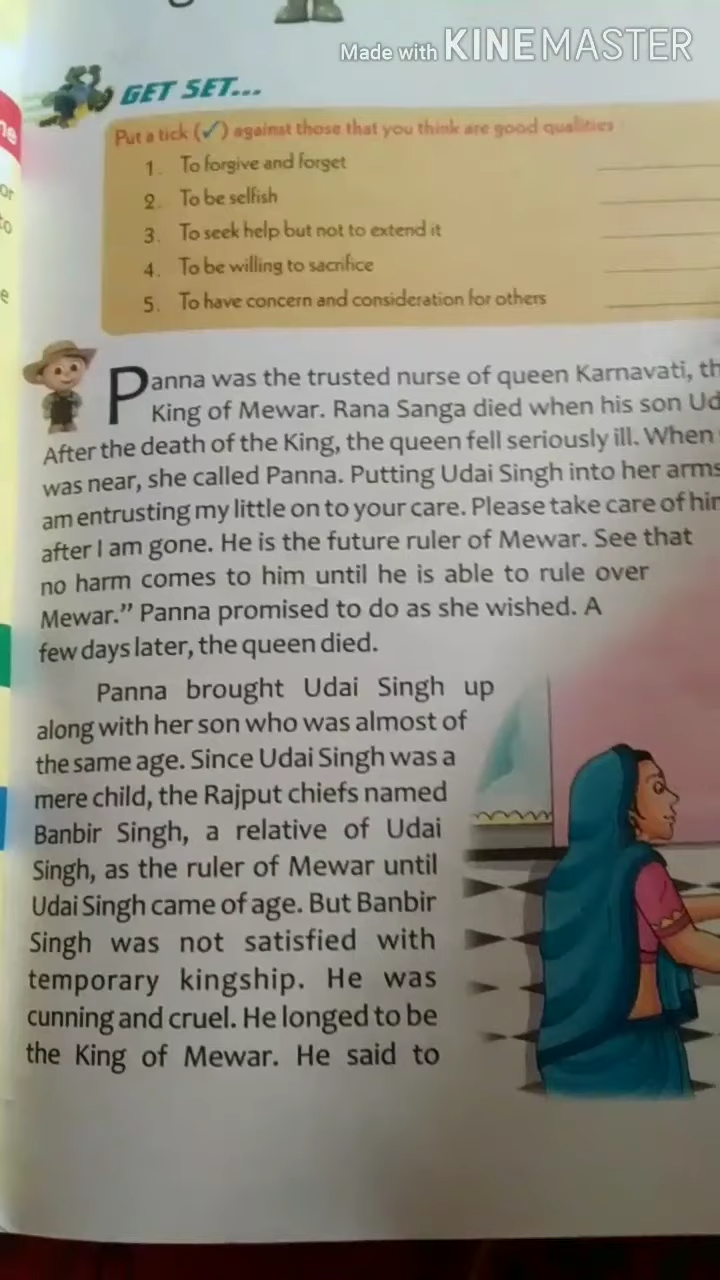 Made with KINEMASTER
GET SET...
Put a tick (✓) against those that you think are good qualities
1. To forgive and forget
2. To be selfish
3. To seek help but not to extend it
4. To be willing to sacrifice
5. To have concern and consideration for others
Panna was the trusted nurse of queen Karnavati,
King of Mewar. Rana Sanga died when his son
After the death of the King, the queen fell seriously ill. When
was near, she called Panna. Putting Udai Singh into her arms
am entrusting my little on to your care. Please take care of
after I am gone. He is the future ruler of Mewar. See that
no harm comes to him until he is able to rule over
Mewar.” Panna promised to do as she wished. A
few days later, the queen died.
Panna brought Udai Singh up
along with her son who was almost of
the same age. Since Udai Singh was a
mere child, the Rajput chiefs named
Banbir Singh, a relative of Udai
Singh, as the ruler of Mewar until
Udai Singh came of age. But Banbir
Singh was not satisfied with
temporary kingship. He was
cunning and cruel. He longed to be
the King of Mewar. He said to